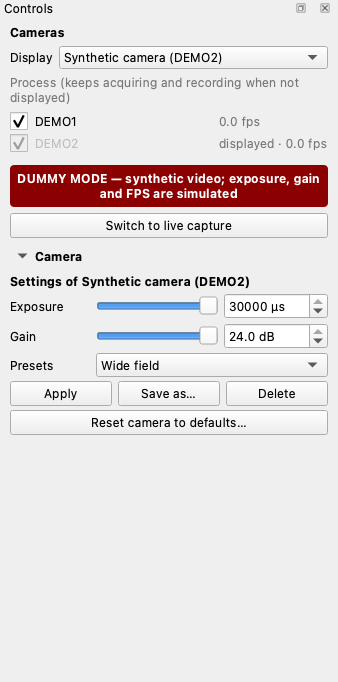 Controls
Cameras
Display Synthetic camera (DEMO2)
Process (keeps acquiring and recording when not
displayed)
DEMO1 0.0 fps
DEMO2 displayed · 0.0 fps
DUMMY MODE — synthetic video; exposure, gain
and FPS are simulated
Switch to live capture
Camera
Settings of Synthetic camera (DEMO2)
Exposure 30000 µs
Gain 24.0 dB
Presets Wide field
Apply Save as... Delete
Reset camera to defaults...